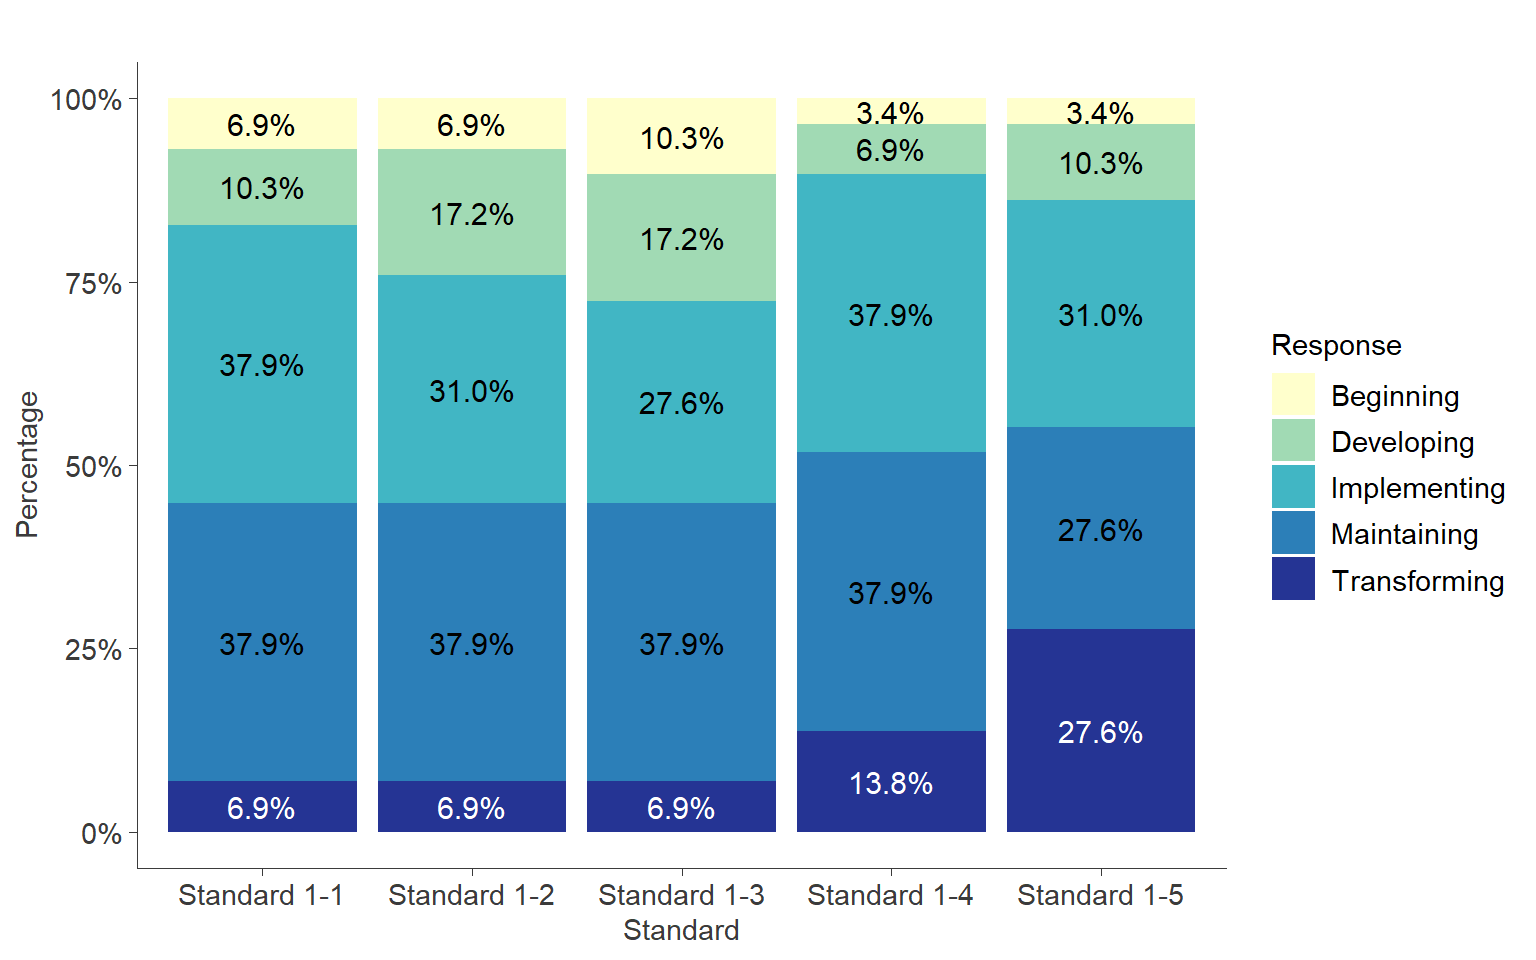 100%
75%
50%
25%
0%
Percentage
6.9%
10.3%
37.9%
37.9%
6.9%
6.9%
17.2%
31.0%
37.9%
6.9%
10.3%
17.2%
27.6%
37.9%
6.9%
3.4%
6.9%
37.9%
37.9%
13.8%
3.4%
10.3%
31.0%
27.6%
27.6%
Standard 1-1
Standard 1-2
Standard 1-3
Standard 1-4
Standard 1-5
Standard
Response
Beginning
Developing
Implementing
Maintaining
Transforming